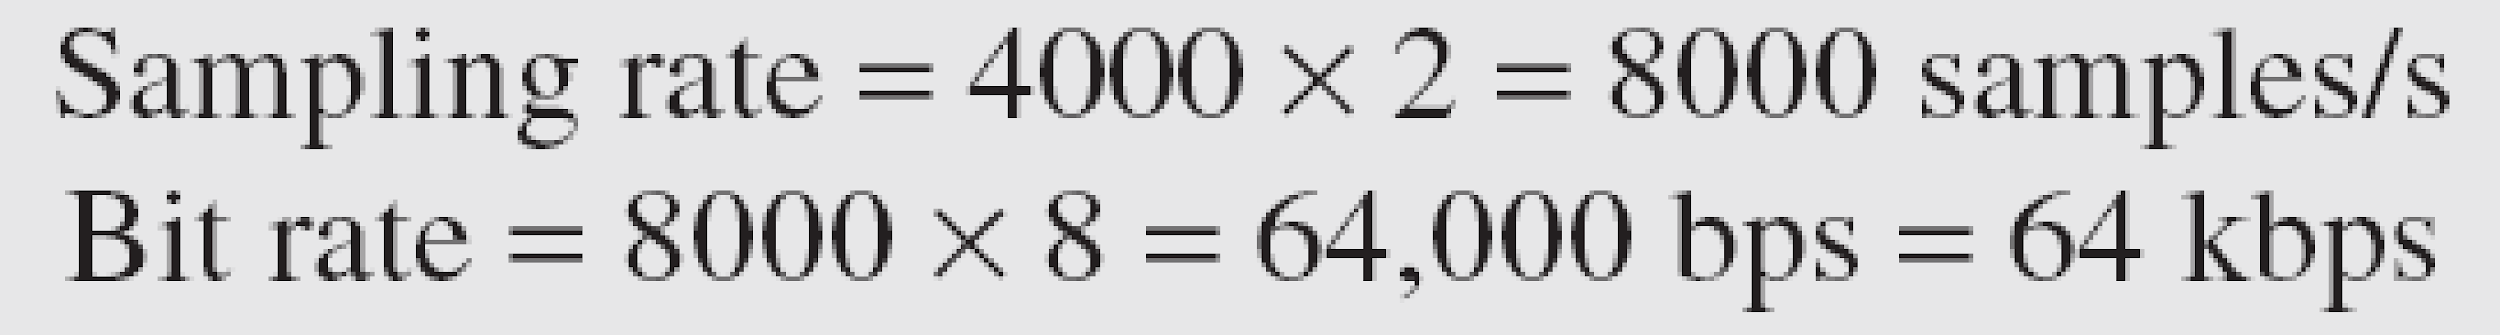 Sampling rate = 4000 × 2 = 8000 samples/s
Bit rate = 8000 × 8 = 64,000 bps = 64 kbps